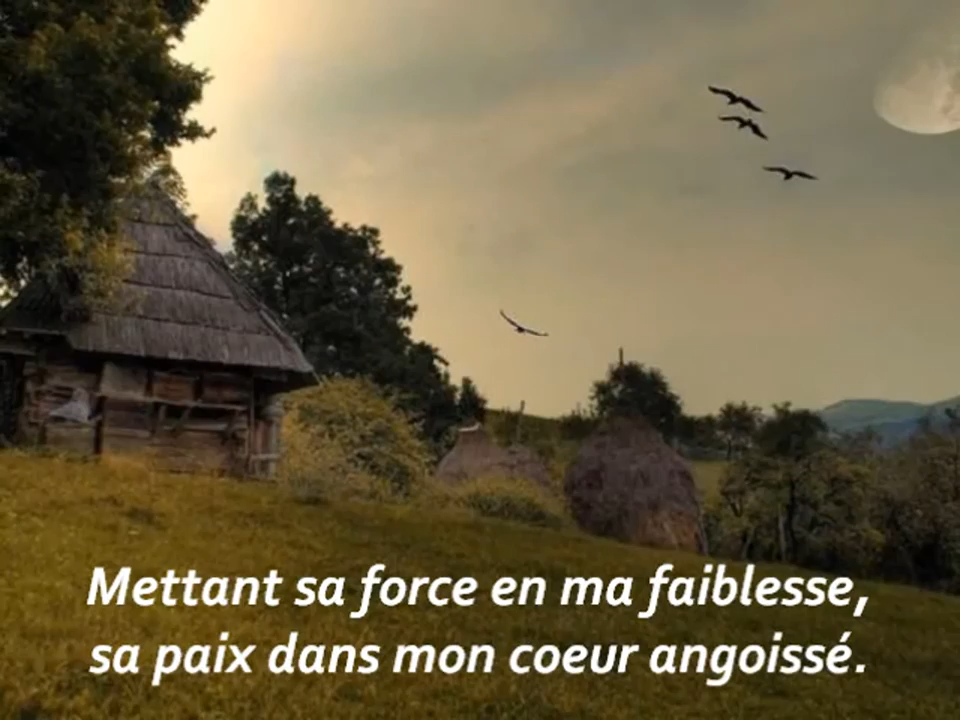 Mettant sa force en ma faiblesse,
sa paix dans mon coeur angoissé.